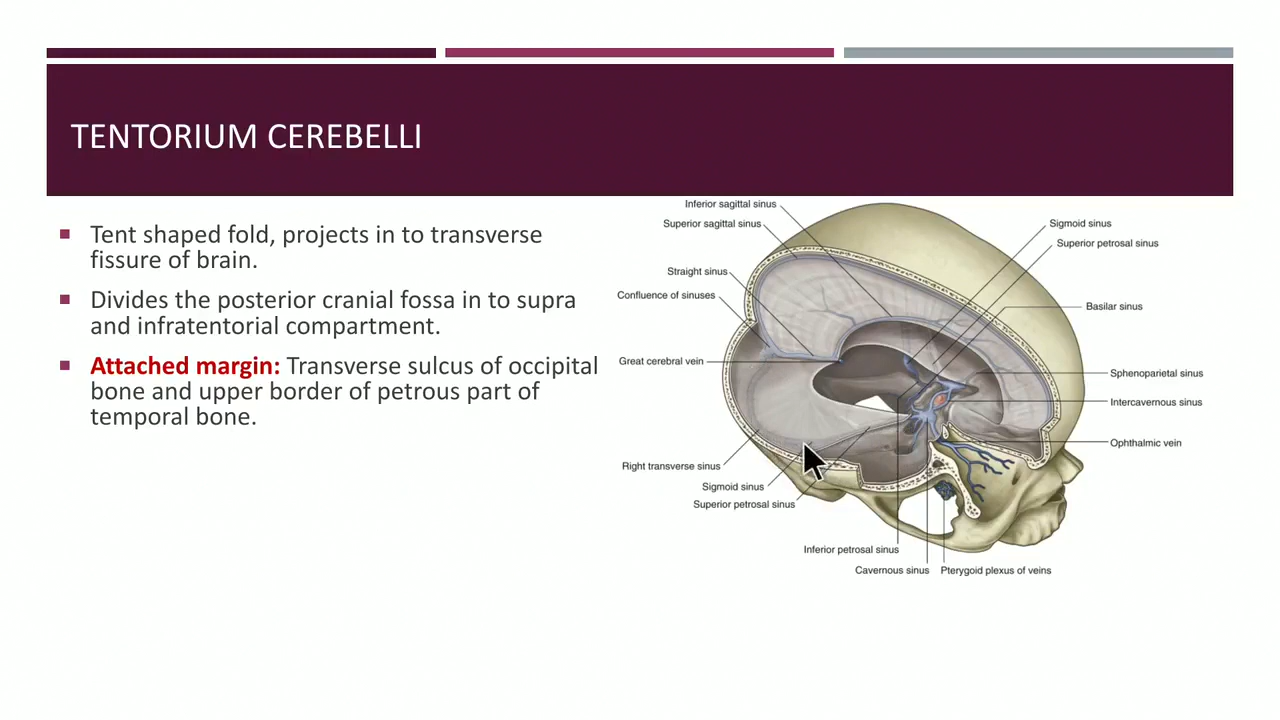 TENTORIUM CEREBELLI
Tent shaped fold, projects in to transverse
fissure of brain.
Divides the posterior cranial fossa in to supra
and infratentorial compartment.
Attached margin: Transverse sulcus of occipital
bone and upper border of petrous part of
temporal bone.
Inferior sagittal sinus
Superior sagittal sinus
Straight sinus
Confluence of sinuses
Great cerebral vein
Right transverse sinus
Sigmoid sinus
Superior petrosal sinus
Inferior petrosal sinus
Cavernous sinus
Pterygoid plexus of veins
Sigmoid sinus
Superior petrosal sinus
Basilar sinus
Sphenoparietal sinus
Intercavernous sinus
Ophthalmic vein